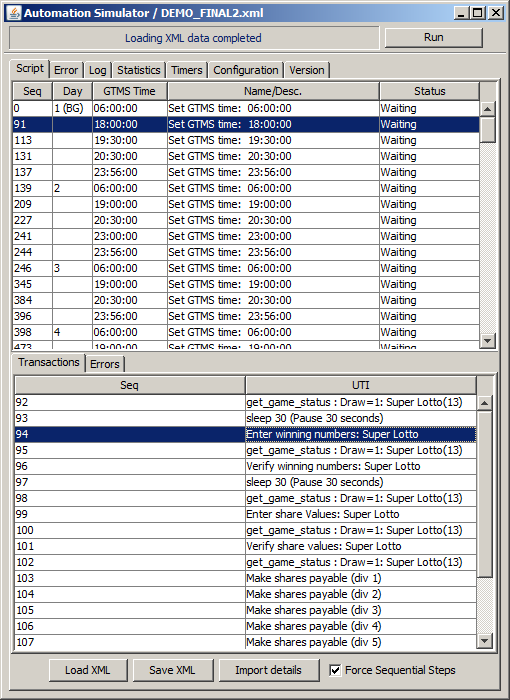 Automation Simulator / DEMO_FINAL2.xml
Loading XML data completed Run
Script Error Log Statistics Timers Configuration Version
Seq Day GTMS Time Name/Desc. Status
0 1 (BG) 06:00:00 Set GTMS time: 06:00:00 Waiting
91 18:00:00 Set GTMS time: 18:00:00 Waiting
113 19:30:00 Set GTMS time: 19:30:00 Waiting
131 20:30:00 Set GTMS time: 20:30:00 Waiting
137 23:56:00 Set GTMS time: 23:56:00 Waiting
139 2 06:00:00 Set GTMS time: 06:00:00 Waiting
209 19:00:00 Set GTMS time: 19:00:00 Waiting
227 20:30:00 Set GTMS time: 20:30:00 Waiting
241 23:00:00 Set GTMS time: 23:00:00 Waiting
244 23:56:00 Set GTMS time: 23:56:00 Waiting
246 3 06:00:00 Set GTMS time: 06:00:00 Waiting
345 19:00:00 Set GTMS time: 19:00:00 Waiting
384 20:30:00 Set GTMS time: 20:30:00 Waiting
396 23:56:00 Set GTMS time: 23:56:00 Waiting
398 4 06:00:00 Set GTMS time: 06:00:00 Waiting
473 19:00:00 Set GTMS time: 19:00:00 Waiting
Transactions Errors
Seq UTI
92 get_game_status : Draw=1: Super Lotto(13)
93 sleep 30 (Pause 30 seconds)
94 Enter winning numbers: Super Lotto
95 get_game_status : Draw=1: Super Lotto(13)
96 Verify winning numbers: Super Lotto
97 sleep 30 (Pause 30 seconds)
98 get_game_status : Draw=1: Super Lotto(13)
99 Enter share Values: Super Lotto
100 get_game_status : Draw=1: Super Lotto(13)
101 Verify share values: Super Lotto
102 get_game_status : Draw=1: Super Lotto(13)
103 Make shares payable (div 1)
104 Make shares payable (div 2)
105 Make shares payable (div 3)
106 Make shares payable (div 4)
107 Make shares payable (div 5)
Load XML Save XML Import details Force Sequential Steps